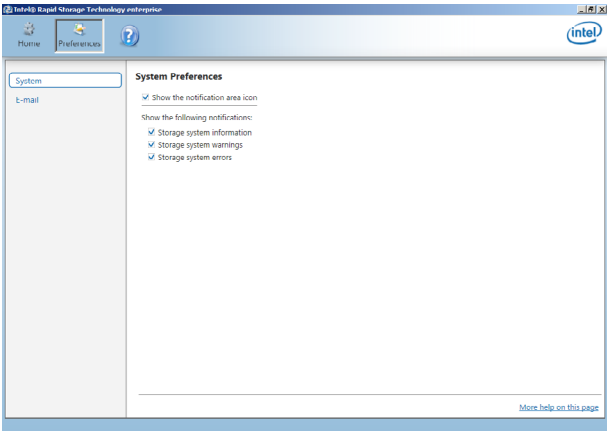 Intel® Rapid Storage Technology enterprise
Home
Preferences
?
intel
System
E-mail
System Preferences
Show the notification area icon
Show the following notifications:
Storage system information
Storage system warnings
Storage system errors
More help on this page